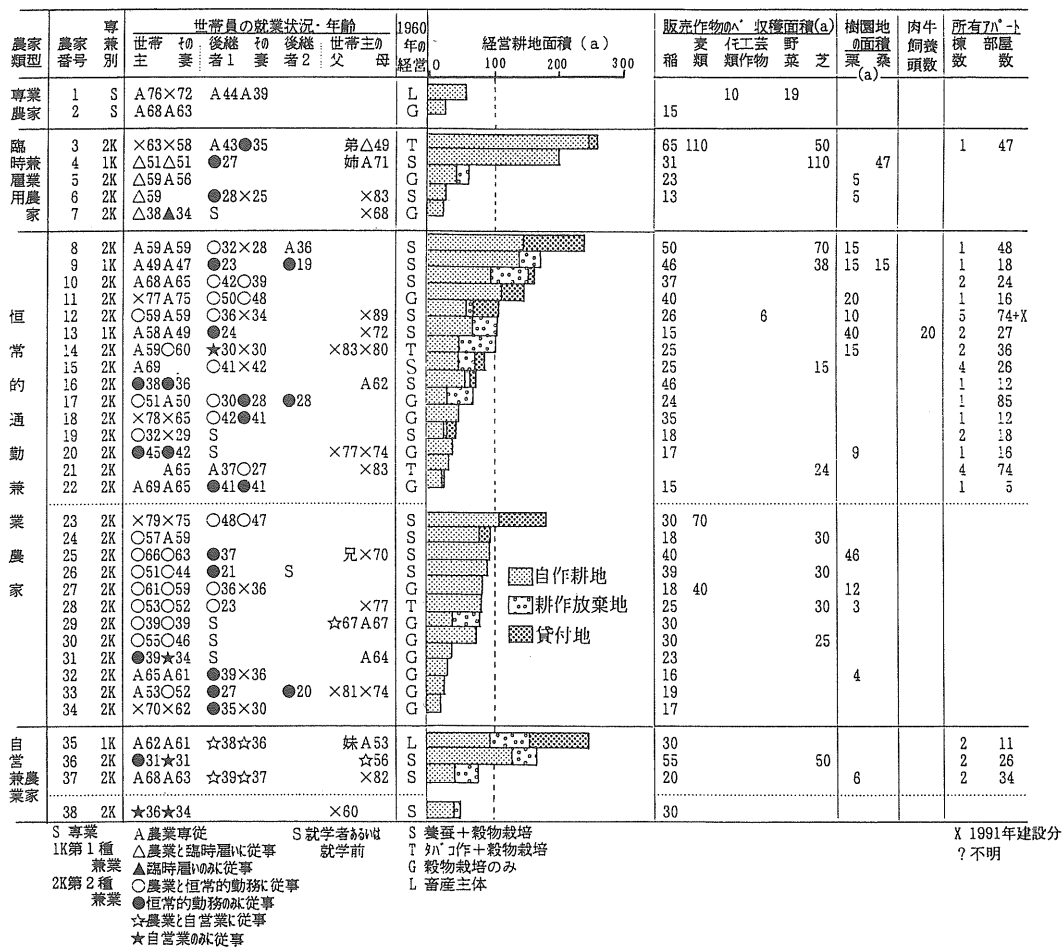 専 世帯員の就業状況・年齢 1960 販売作物のべ収穫面積(a) 樹園地 肉牛 所有アパート
農家 農家 兼 世帯 その 後継 その 後継 世帯主の 年の 経営耕地面積 (a) 麦 工芸 野 の面積 飼養 棟 部屋
類型 番号 別 主 妻 者1 妻 者2 父 母 経営 0 100 200 300 稲 類 類 作物 菜 芝 栗 桑 頭数 数 数
(a)
専業 1 S A76×72 A44A39 L 10 19
農家 2 S A68A63 G 15
臨 3 2K ×63×58 A43●35 弟△49 T 65 110 50 1 47
時兼 4 1K △51△51 ●27 姉A71 S 31 110 47
雇業 5 2K △59A56 G 23 5
用農 6 2K △59 ●28×25 ×83 S 13 5
家 7 2K △38▲34 S ×68 G
8 2K A59A59 ○32×28 A36 S 50 70 15 1 48
9 1K A49A47 ●23 ●19 S 46 38 15 15 1 18
10 2K A68A65 ○42○39 S 37 2 24
11 2K ×77A75 ○50○48 G 40 20 1 16
恒 12 2K ○59A59 ○36×34 ×89 S 26 6 10 5 74+X
13 1K A58A49 ●24 ×72 S 15 40 20 2 27
常 14 2K A59○60 ★30×30 ×83×80 T 25 15 2 36
15 2K A69 ○41×42 S 25 15 4 26
的 16 2K ●38●36 A62 S 46 1 12
17 2K ○51A50 ○30●28 ●28 G 24 1 85
通 18 2K ×78×65 ○42●41 G 35 1 12
19 2K ○32×29 S S 18 2 18
勤 20 2K ●45●42 S ×77×74 G 17 9 1 16
21 2K A65 A37○27 ×83 T 24 4 74
兼 22 2K A69A65 ●41●41 G 15 1 5
業 23 2K ×79×75 ○48○47 S 30 70
24 2K ○57A59 S 18 30
農 25 2K ○66○63 ●37 兄×70 S 40 46
26 2K ○51○44 ●21 S S 39 30
家 27 2K ○61○59 ○36×36 G 18 40 12
28 2K ○53○52 ○23 ×77 T 25 30 3
29 2K ○39○39 S ☆67A67 G 30
30 2K ○55○46 S G 30 25
31 2K ●39★34 S A64 G 23
32 2K A65A61 ●39×36 G 16 4
33 2K A53○52 ●27 ●20 ×81×74 G 19
34 2K ×70×62 ●35×30 G 17
自作耕地
耕作放棄地
貸付地
自 35 1K A62A61 ☆38☆36 妹A53 L 30 2 11
営 36 2K ●31★31 ☆56 S 55 50 2 26
兼農 37 2K A68A63 ☆39☆37 ×82 S 20 6 2 34
業家
38 2K ★36★34 ×60 S 30
S 専業 A農業専従 S就学者あるいは S 養蚕+穀物栽培 X 1991年建設分
1K第1種 △農業と臨時雇いに従事 就学前 T タバコ作+穀物栽培 ? 不明
兼業 ▲臨時雇いのみに従事 G 穀物栽培のみ
2K第2種 ○農業と恒常的勤務に従事 L 畜産主体
兼業 ●恒常的勤務のみに従事
☆農業と自営業に従事
★自営業のみに従事